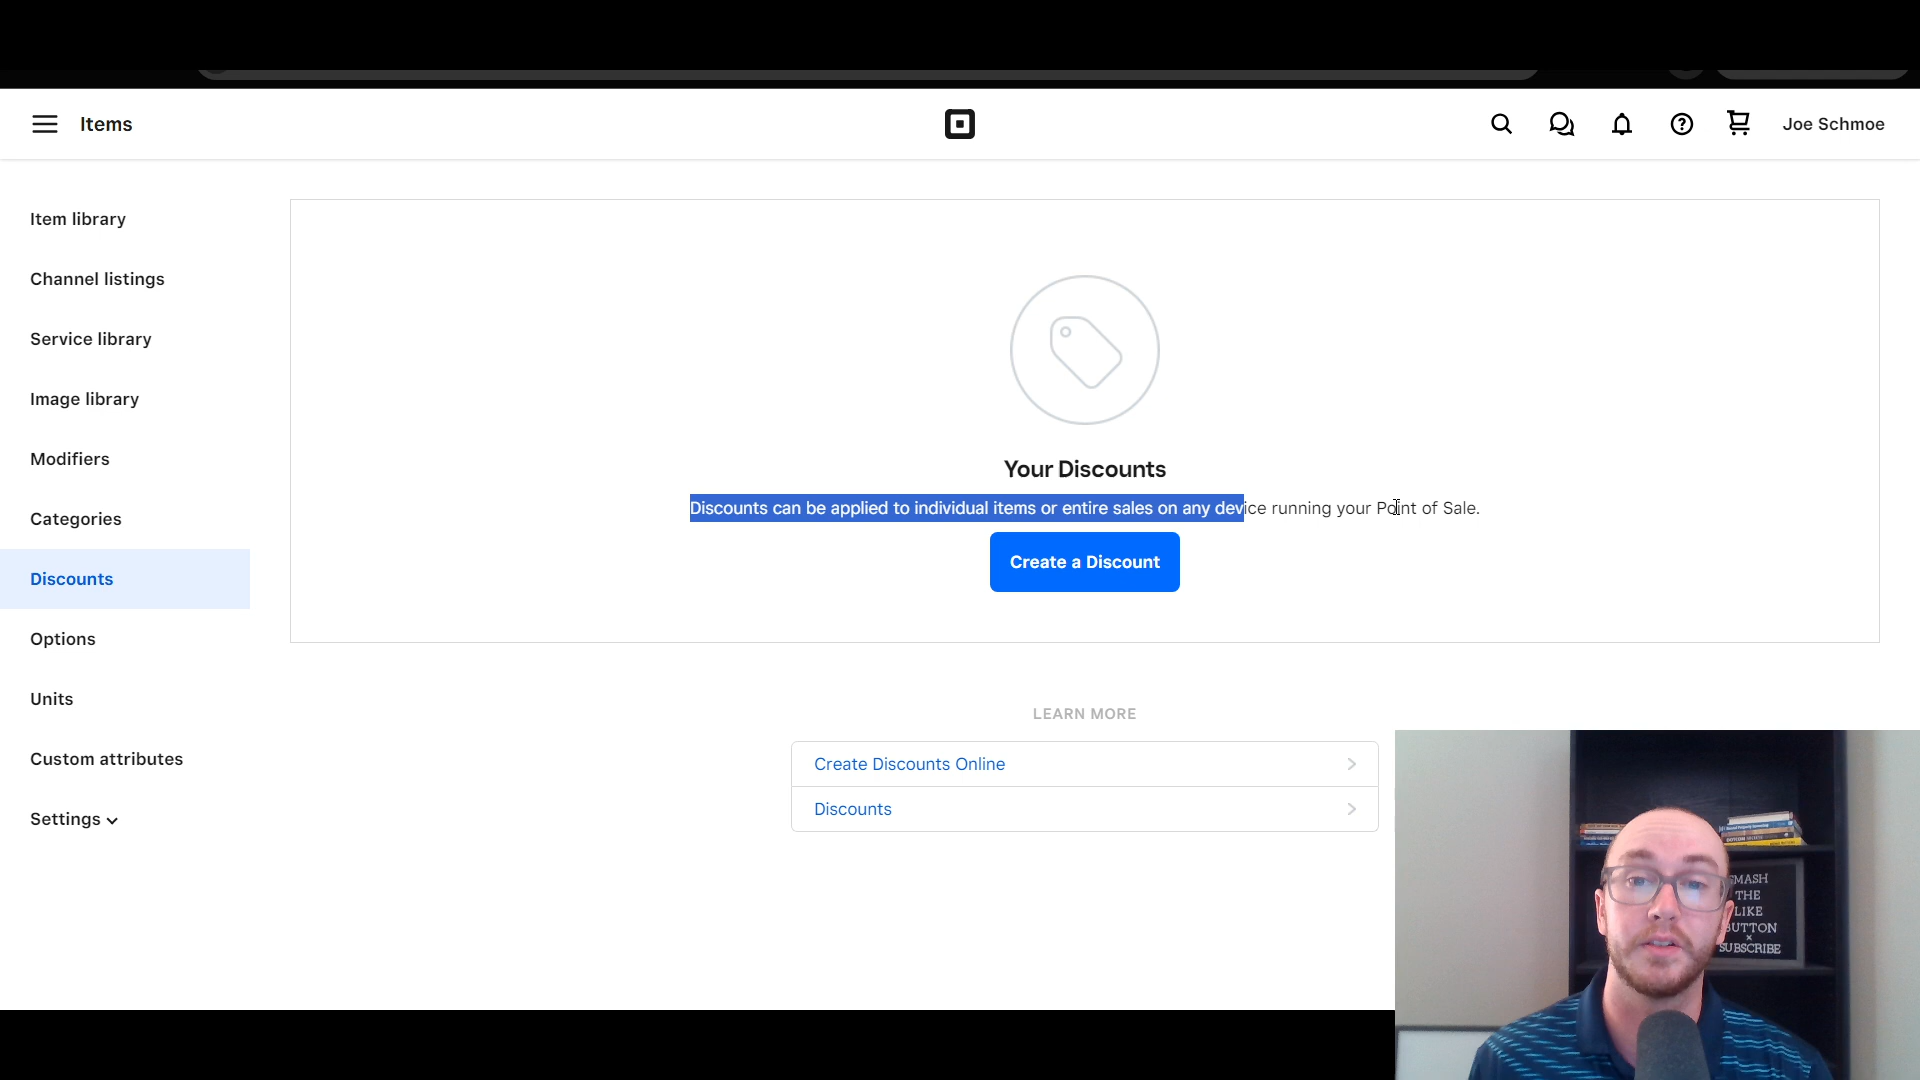 Items
Joe Schmoe
Item library
Channel listings
Service library
Image library
Modifiers
Categories
Discounts
Options
Units
Custom attributes
Settings
Your Discounts
Discounts can be applied to individual items or entire sales on any device running your Point of Sale.
Create a Discount
LEARN MORE
Create Discounts Online
Discounts
SMASH
THE
LIKE
BUTTON
×
SUBSCRIBE